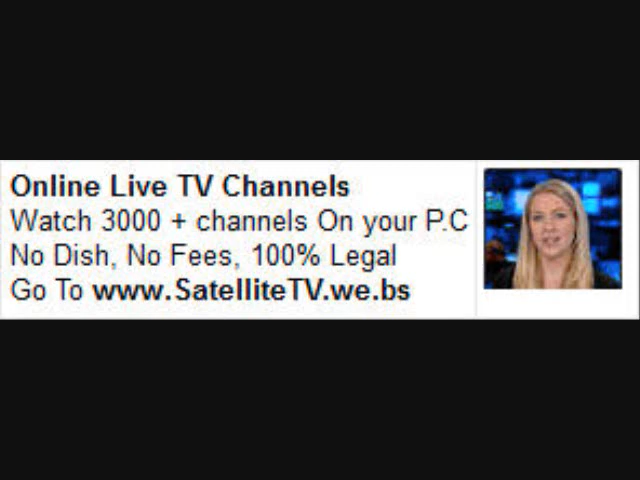 Online Live TV Channels
Watch 3000 + channels On your P.C
No Dish, No Fees, 100% Legal
Go To www.SatelliteTV.we.bs